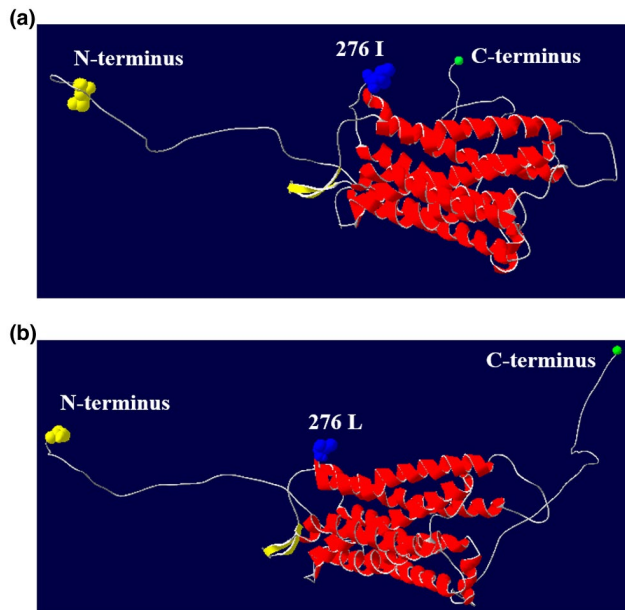 (a)
276 I
N-terminus
C-terminus
(b)
C-terminus
N-terminus
276 L